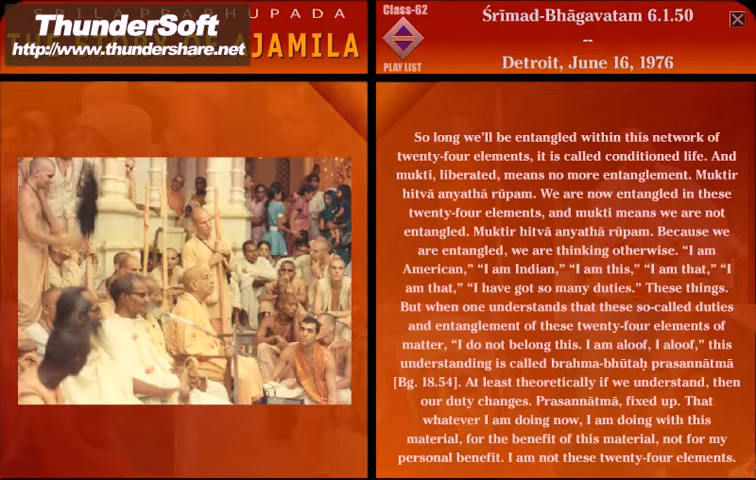 SRILA PRABHUPADA
THE STORY OF AJAMILA
ThunderSoft
http://www.thundershare.net
Class-62
PLAY LIST
Śrīmad-Bhāgavatam 6.1.50
--
Detroit, June 16, 1976
So long we'll be entangled within this network of
twenty-four elements, it is called conditioned life. And
mukti, liberated, means no more entanglement. Muktir
hitvā anyathā rūpam. We are now entangled in these
twenty-four elements, and mukti means we are not
entangled. Muktir hitvā anyathā rūpam. Because we
are entangled, we are thinking otherwise. “I am
American,” “I am Indian,” “I am this,” “I am that,” “I
am that,” “I have got so many duties.” These things.
But when one understands that these so-called duties
and entanglement of these twenty-four elements of
matter, “I do not belong this. I am aloof, I aloof,” this
understanding is called brahma-bhūtaḥ prasannātmā
[Bg. 18.54]. At least theoretically if we understand, then
our duty changes. Prasannātmā, fixed up. That
whatever I am doing now, I am doing with this
material, for the benefit of this material, not for my
personal benefit. I am not these twenty-four elements.